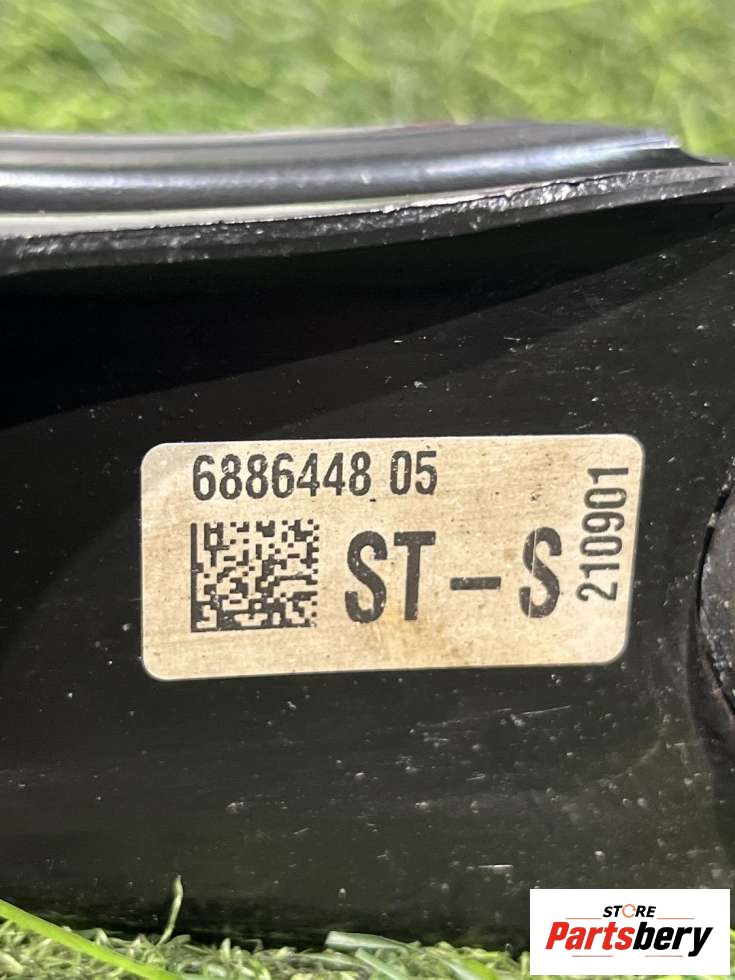 6886448 05
ST-S
210901
STORE
Partsbery